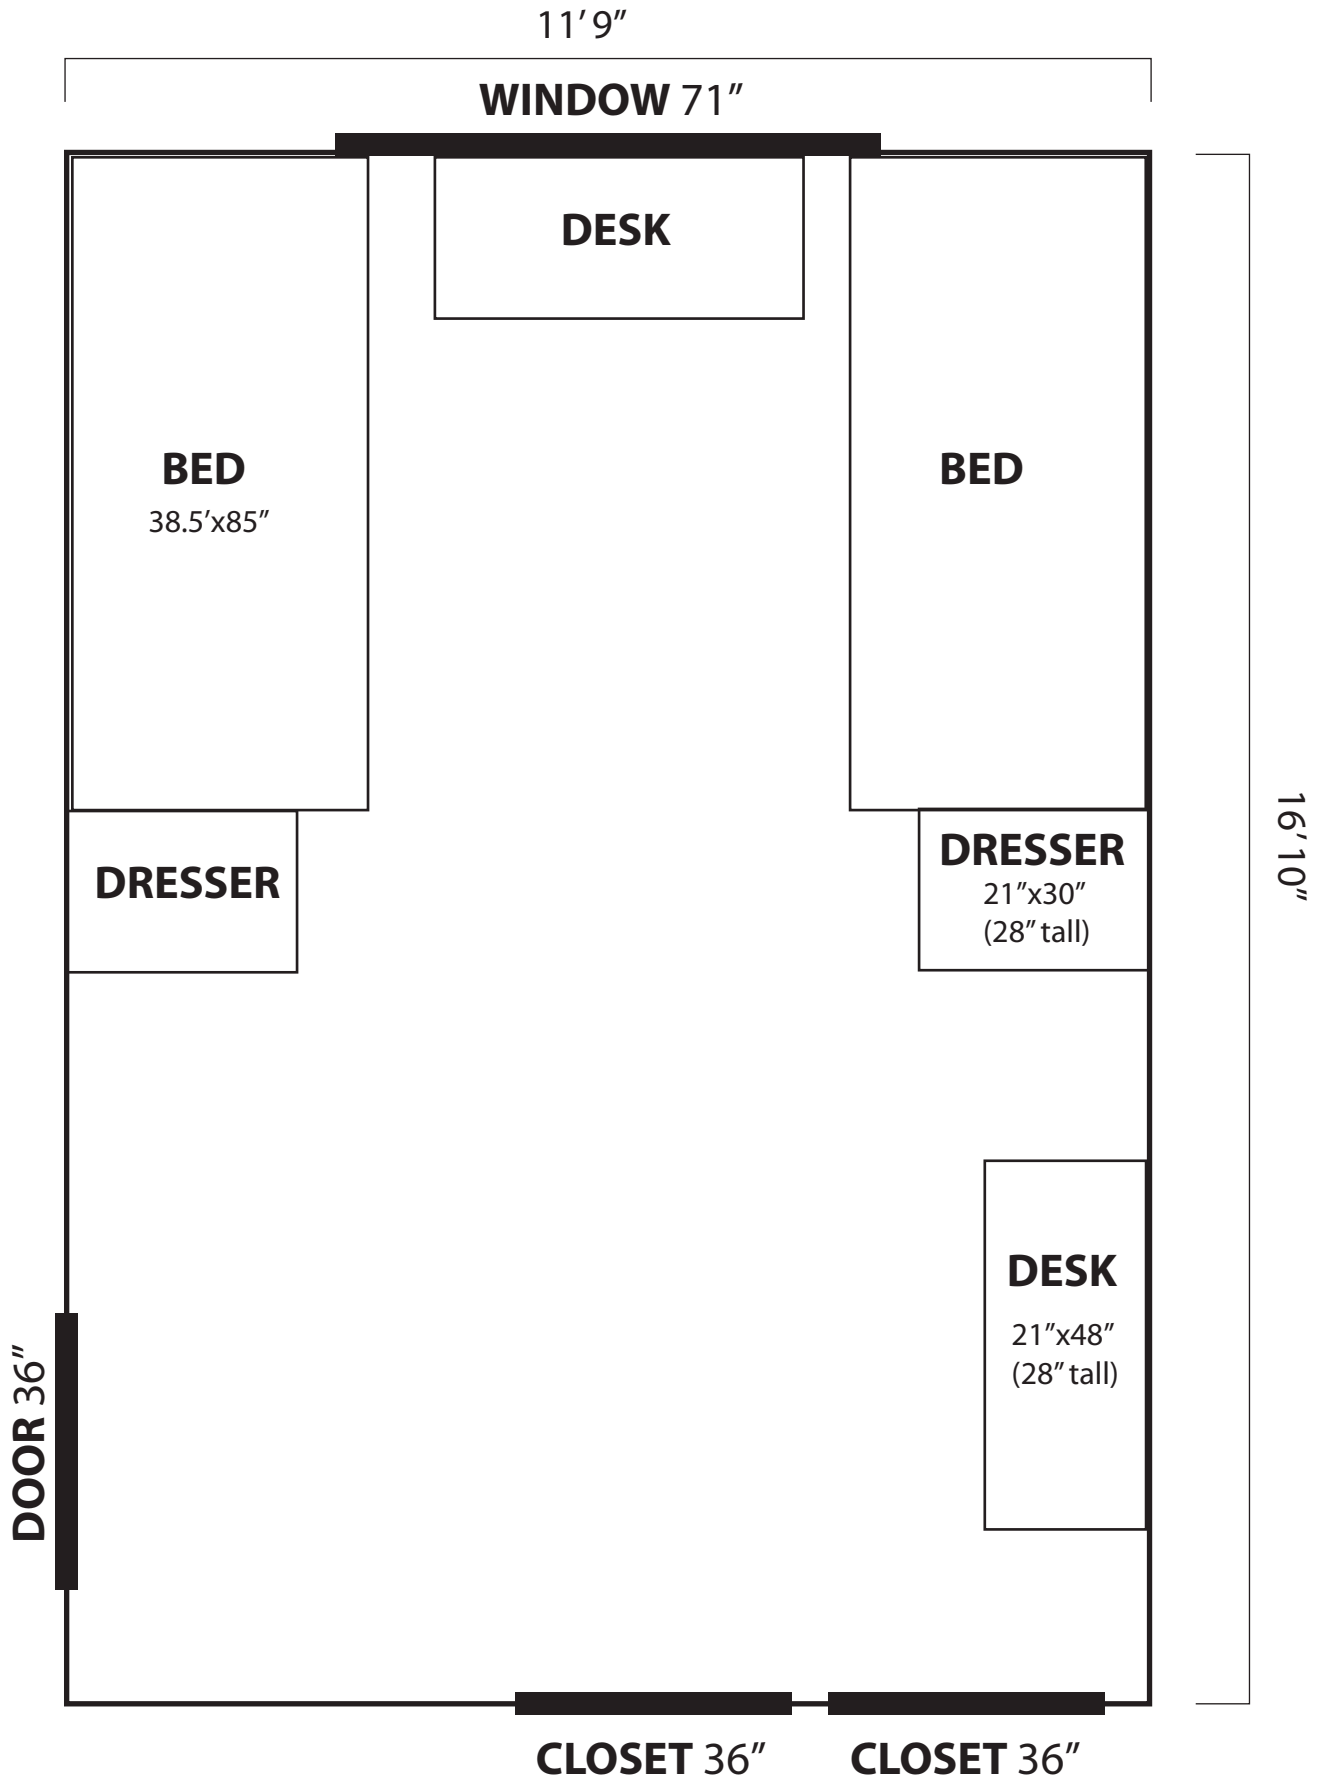 11’ 9”
WINDOW 71”
DESK
BED
38.5’x85”
BED
DRESSER
DRESSER
21”x30”
(28” tall)
16’ 10”
DESK
21”x48”
(28” tall)
DOOR 36”
CLOSET 36”
CLOSET 36”